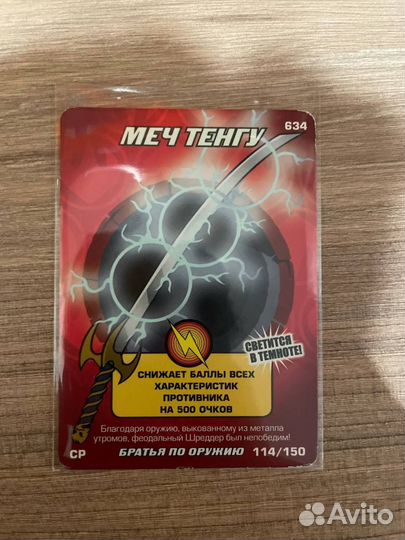 МЕЧ ТЕНГУ
634
СВЕТИТСЯ
В ТЕМНОТЕ!
СНИЖАЕТ БАЛЛЫ ВСЕХ
ХАРАКТЕРИСТИК
ПРОТИВНИКА
НА 500 ОЧКОВ
Благодаря оружию, выкованному из металла
утромов, феодальный Шреддер был непобедим!
СР БРАТЬЯ ПО ОРУЖИЮ 114/150
Avito